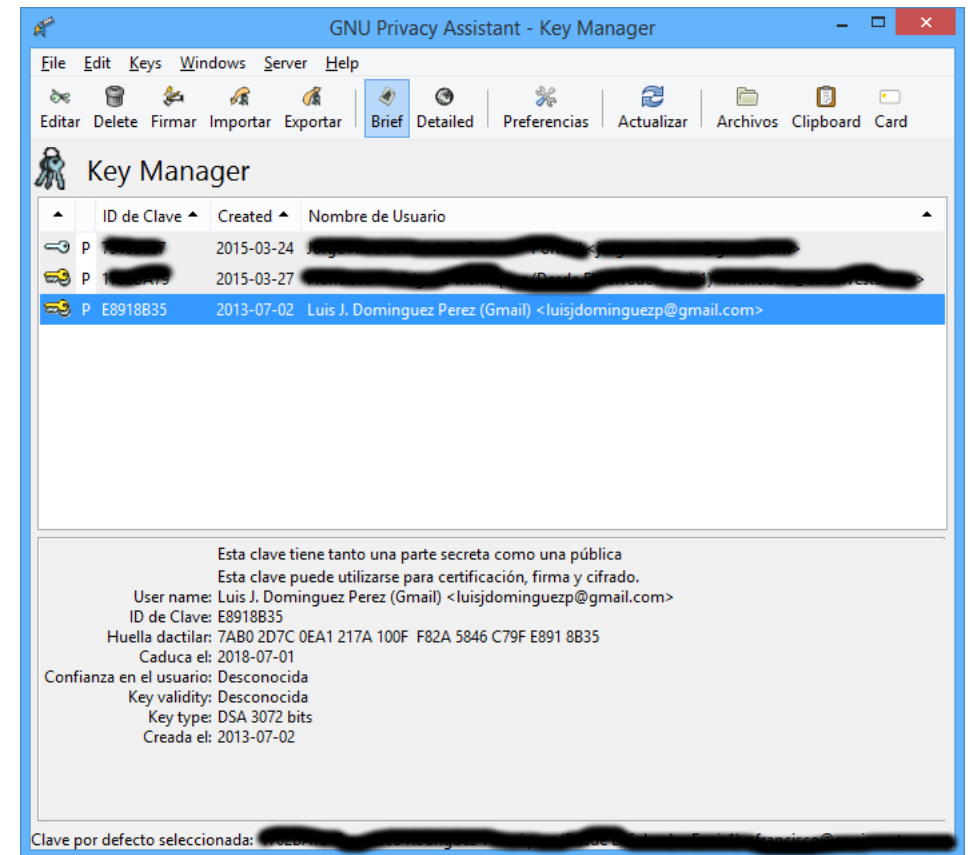 GNU Privacy Assistant - Key Manager
File Edit Keys Windows Server Help
Editar Delete Firmar Importar Exportar Brief Detailed Preferencias Actualizar Archivos Clipboard Card
Key Manager
ID de Clave Created Nombre de Usuario
P 2015-03-24
P 2015-03-27
P E8918B35 2013-07-02 Luis J. Dominguez Perez (Gmail) <luisjdominguezp@gmail.com>
Esta clave tiene tanto una parte secreta como una pública
Esta clave puede utilizarse para certificación, firma y cifrado.
User name: Luis J. Dominguez Perez (Gmail) <luisjdominguezp@gmail.com>
ID de Clave: E8918B35
Huella dactilar: 7AB0 2D7C 0EA1 217A 100F F82A 5846 C79F E891 8B35
Caduca el: 2018-07-01
Confianza en el usuario: Desconocida
Key validity: Desconocida
Key type: DSA 3072 bits
Creada el: 2013-07-02
Clave por defecto seleccionada: